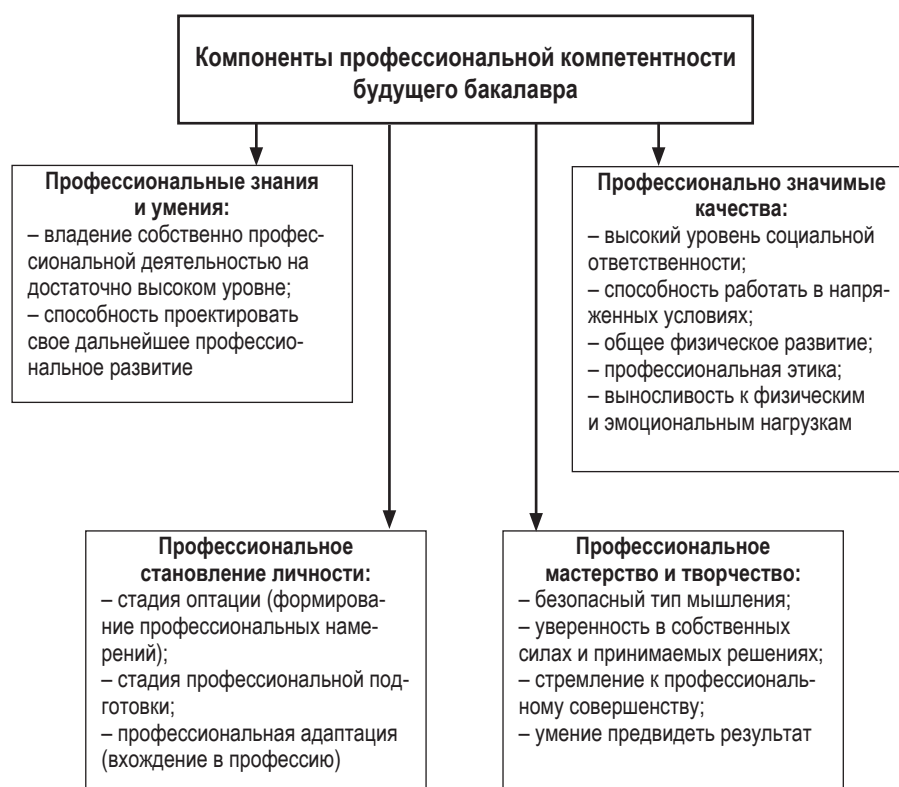 Компоненты профессиональной компетентности
будущего бакалавра
Профессиональные знания
и умения:
– владение собственно профес-
сиональной деятельностью на
достаточно высоком уровне;
– способность проектировать
свое дальнейшее профессио-
нальное развитие
Профессионально значимые
качества:
– высокий уровень социальной
ответственности;
– способность работать в напря-
женных условиях;
– общее физическое развитие;
– профессиональная этика;
– выносливость к физическим
и эмоциональным нагрузкам
Профессиональное
становление личности:
– стадия оптации (формирова-
ние профессиональных наме-
рений);
– стадия профессиональной под-
готовки;
– профессиональная адаптация
(вхождение в профессию)
Профессиональное
мастерство и творчество:
– безопасный тип мышления;
– уверенность в собственных
силах и принимаемых решениях;
– стремление к профессиональ-
ному совершенству;
– умение предвидеть результат